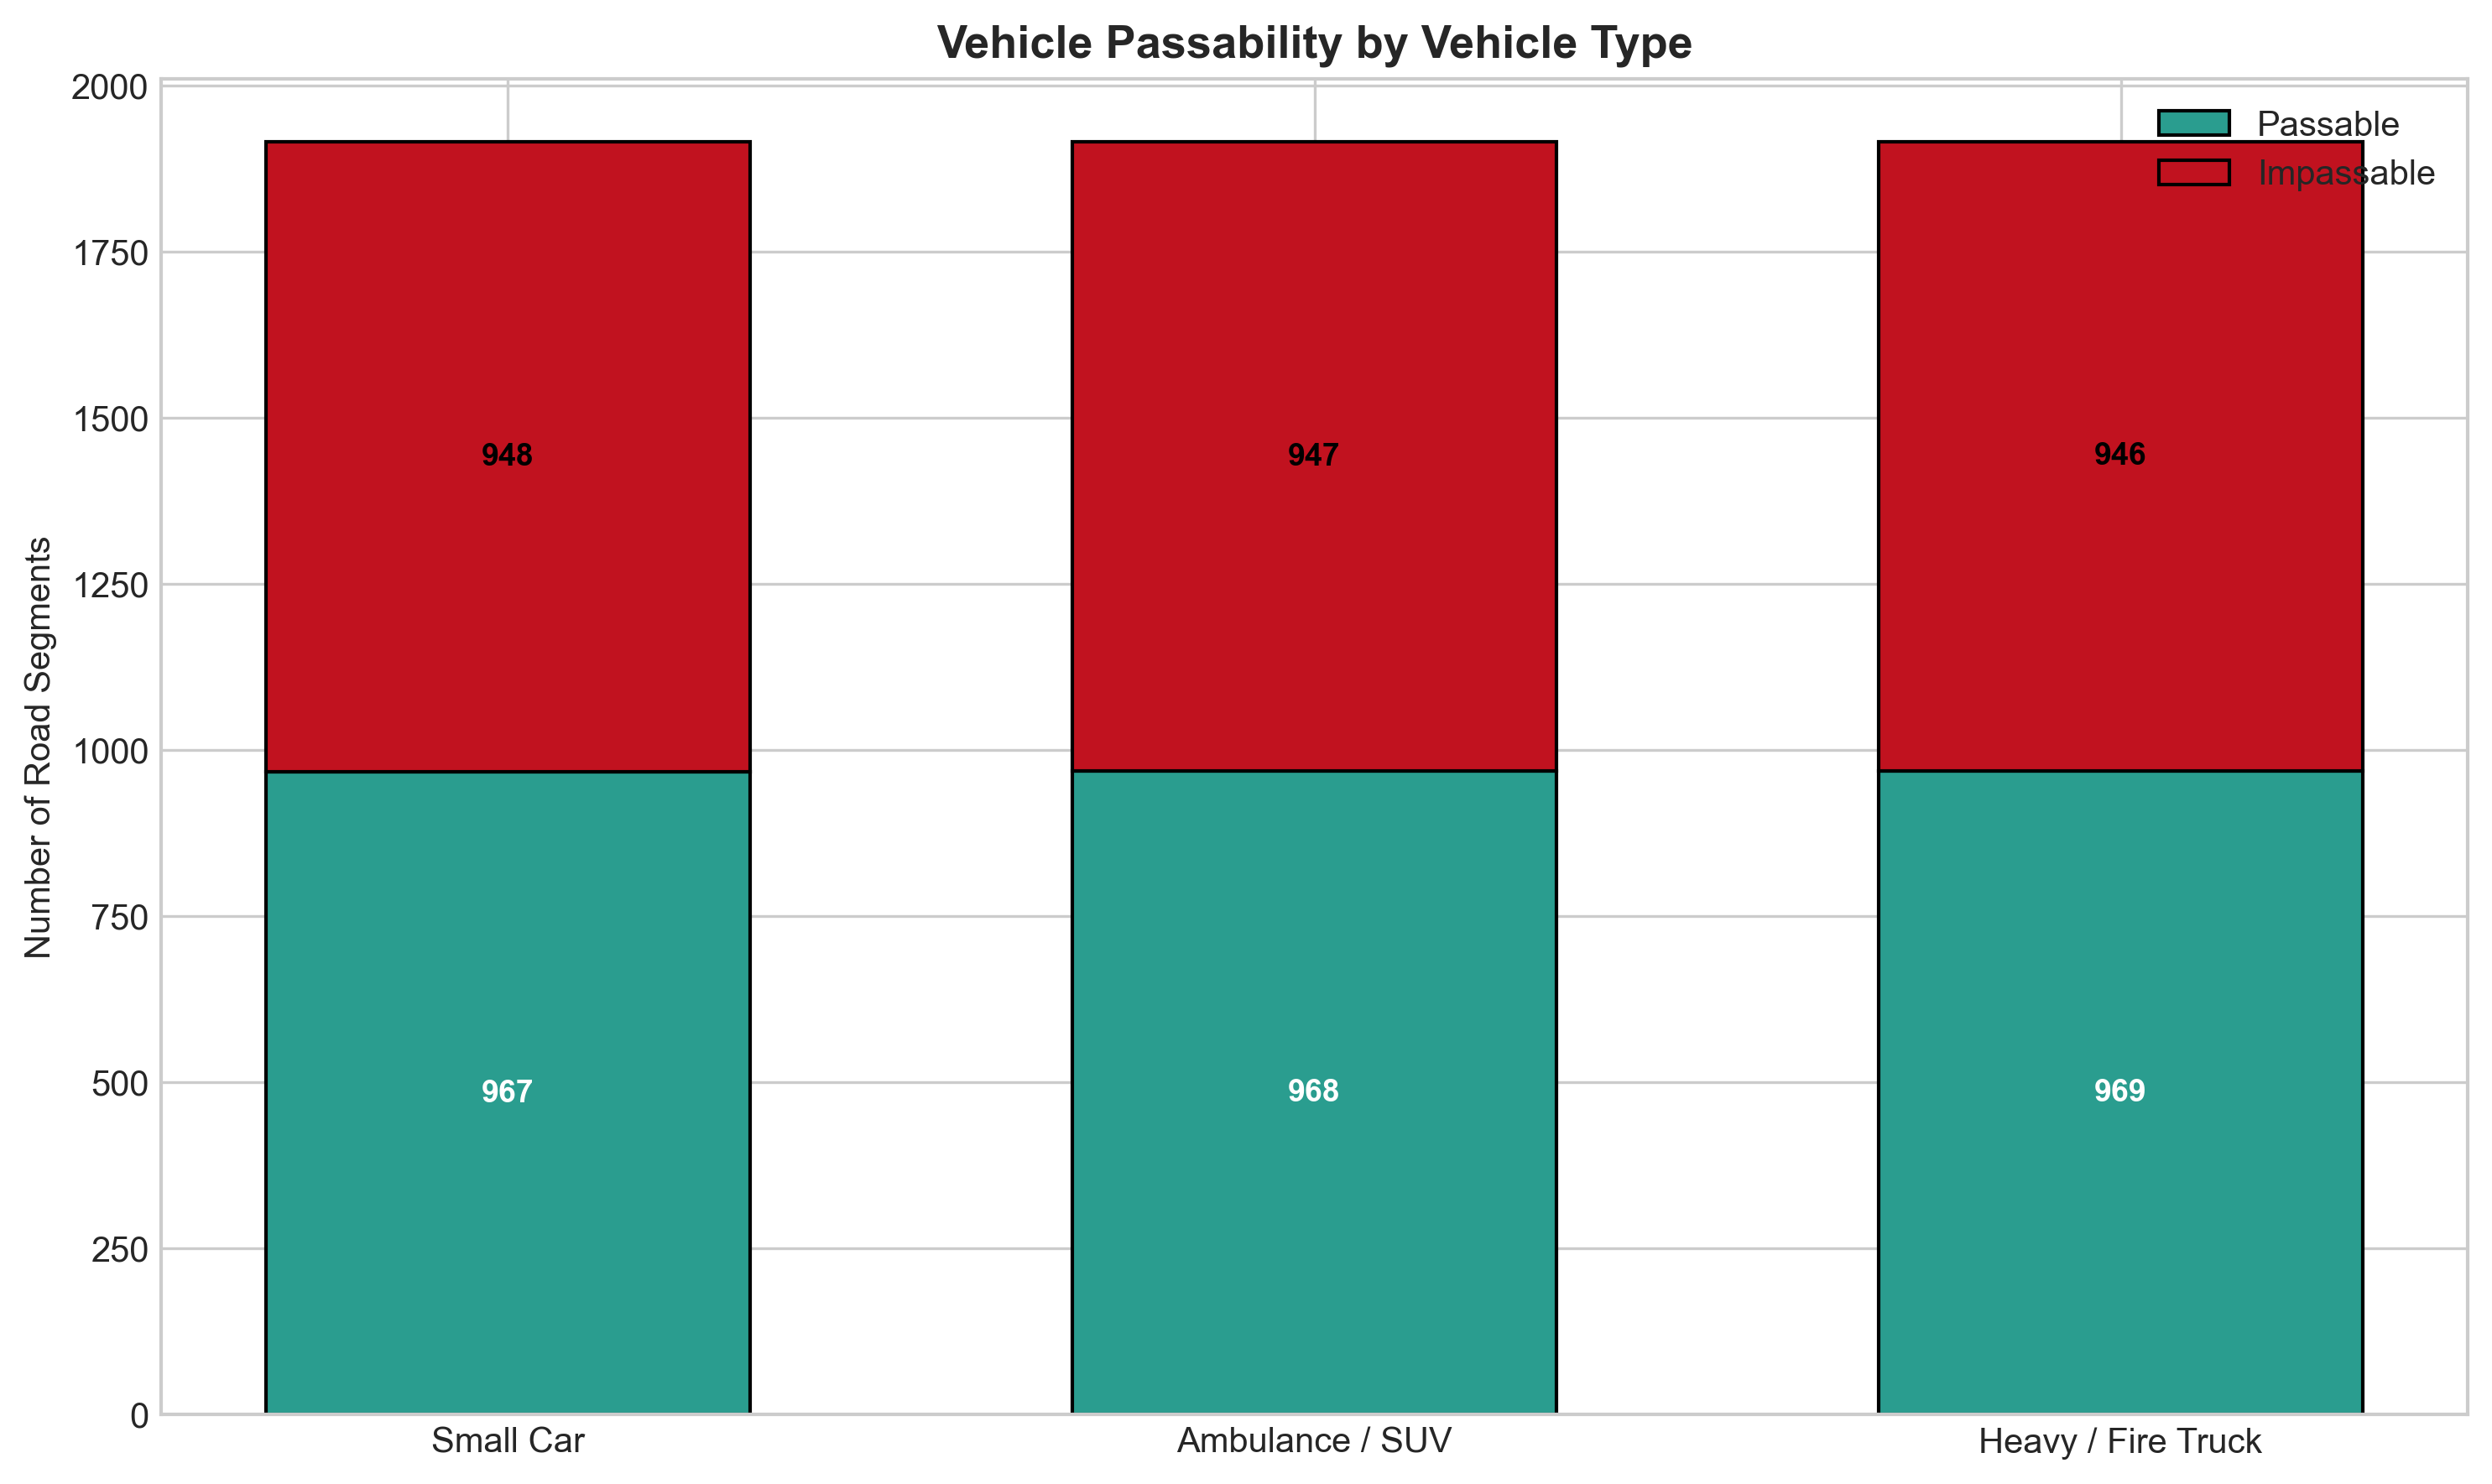 Vehicle Passability by Vehicle Type
Passable
Impassable
Number of Road Segments
2000
1750
1500
1250
1000
750
500
250
0
948
947
946
967
968
969
Small Car
Ambulance / SUV
Heavy / Fire Truck